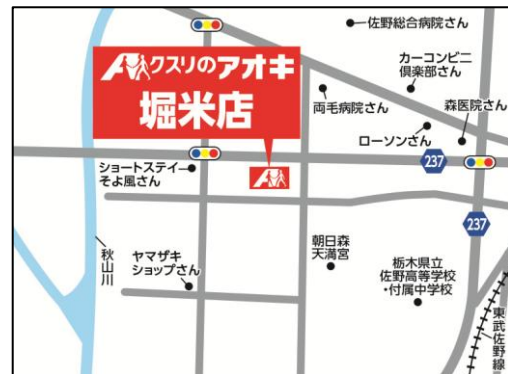 佐野総合病院さん
クスリのアオキ
堀米店
カーコンビニ
倶楽部さん
両毛病院さん
森医院さん
ローソンさん
237
ショートステイ
そよ風さん
237
秋山川
ヤマザキ
ショップさん
朝日森
天満宮
栃木県立
佐野高等学校
・付属中学校
東武佐野線